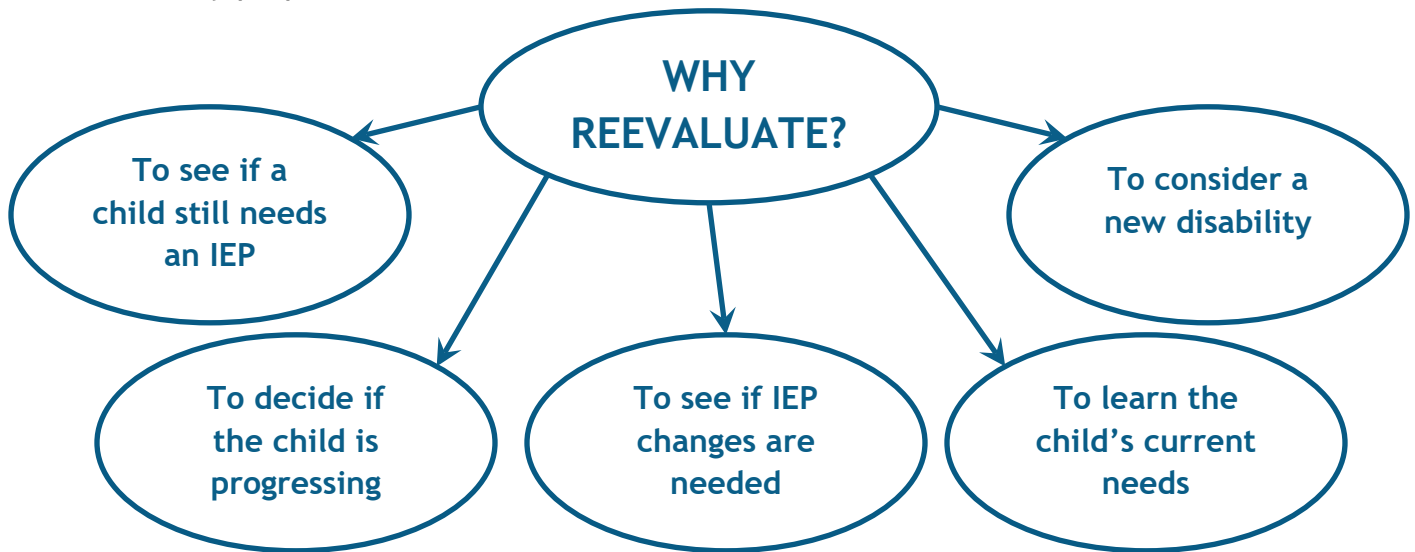 WHY
REEVALUATE?
To see if a
child still needs
an IEP
To consider a
new disability
To decide if
the child is
progressing
To see if IEP
changes are
needed
To learn the
child’s current
needs